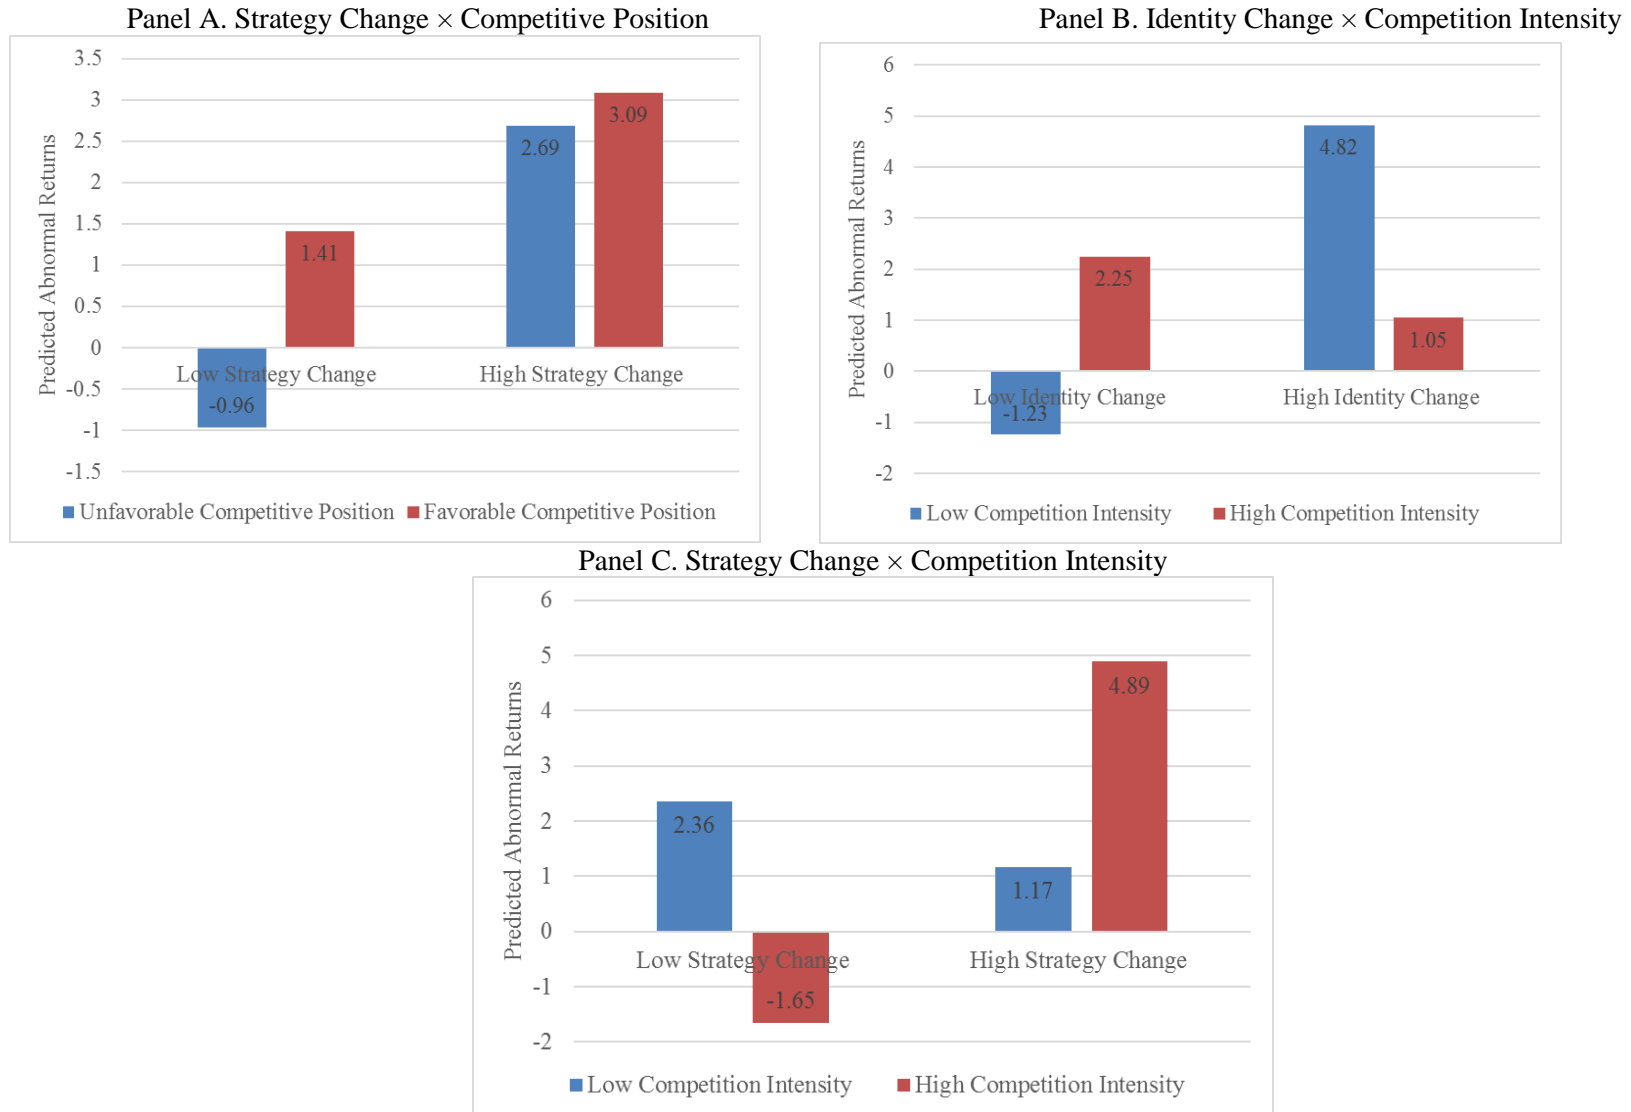 Panel A. Strategy Change × Competitive Position
3.5
3
2.5
2
1.5
1
0.5
0
-0.5
-1
-1.5
Predicted Abnormal Returns
-0.96
1.41
2.69
3.09
Low Strategy Change
High Strategy Change
Unfavorable Competitive Position
Favorable Competitive Position
Panel B. Identity Change × Competition Intensity
6
5
4
3
2
1
0
-1
-2
Predicted Abnormal Returns
-1.23
2.25
4.82
1.05
Low Identity Change
High Identity Change
Low Competition Intensity
High Competition Intensity
Panel C. Strategy Change × Competition Intensity
6
5
4
3
2
1
0
-1
-2
Predicted Abnormal Returns
2.36
-1.65
1.17
4.89
Low Strategy Change
High Strategy Change
Low Competition Intensity
High Competition Intensity